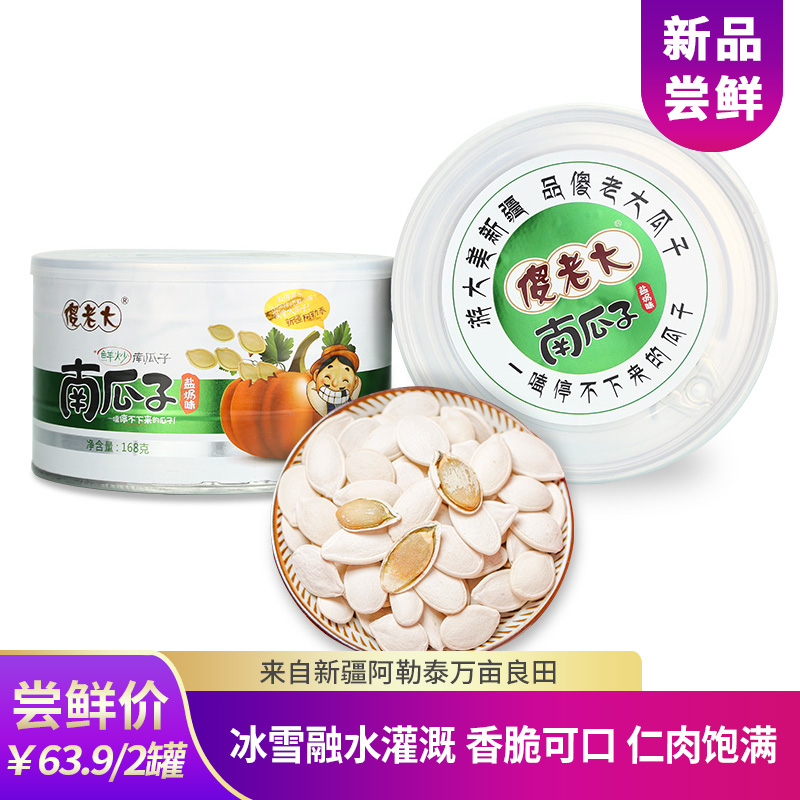 新品
尝鲜
游大美新疆 品傻老大瓜子
傻老大®
南瓜子
盐焗味
一嗑停不下来的瓜子
傻老大®
鲜炒南瓜子
南瓜子
盐焗味
一嗑停不下来的瓜子!
净含量:168克
来自新疆阿勒泰万亩良田
尝鲜价
¥63.9/2罐
冰雪融水灌溉 香脆可口 仁肉饱满